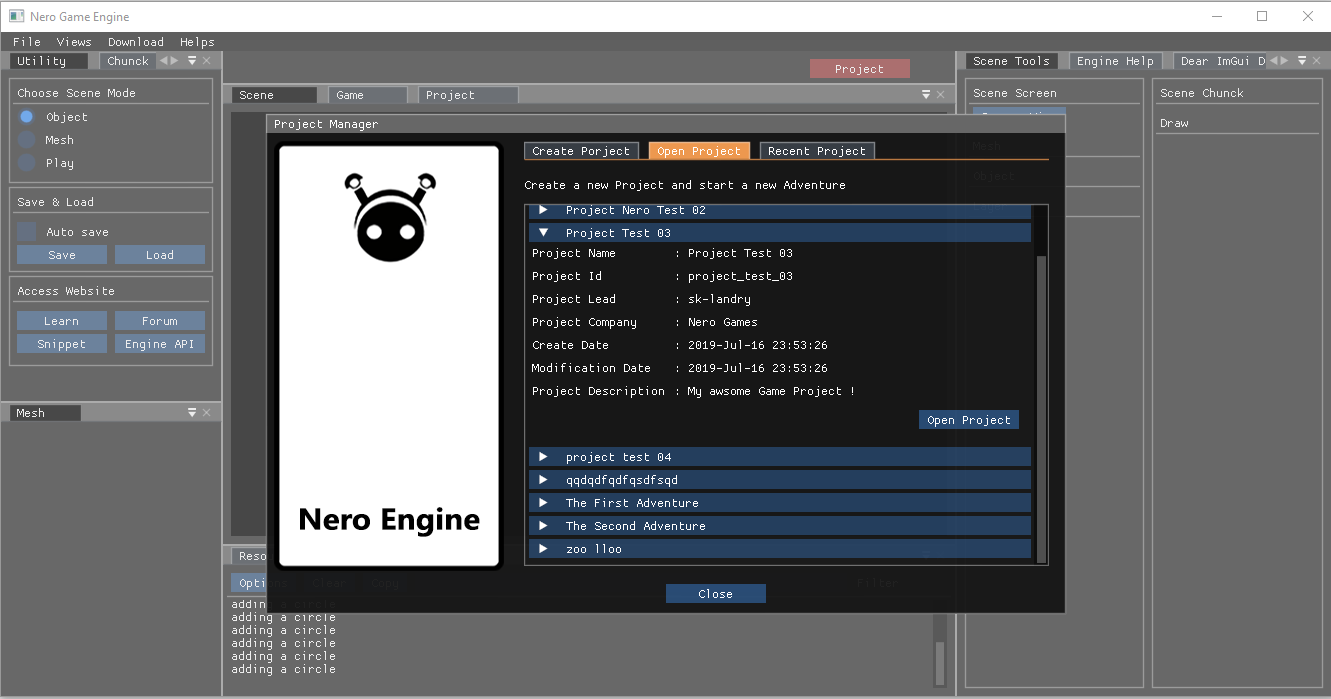 Nero Game Engine
File Views Download Helps
Utility Chunck
Choose Scene Mode
Object
Mesh
Play
Save & Load
Auto save
Save Load
Access Website
Learn Forum
Snippet Engine API
Mesh
Project
Scene Game Project
Scene Tools Engine Help Dear ImGui D
Scene Screen
Mesh
Object
Scene Chunck
Draw
Project Manager
Nero Engine
Create Porject Open Project Recent Project
Create a new Project and start a new Adventure
Project Nero Test 02
Project Test 03
Project Name : Project Test 03
Project Id : project_test_03
Project Lead : sk-landry
Project Company : Nero Games
Create Date : 2019-Jul-16 23:53:26
Modification Date : 2019-Jul-16 23:53:26
Project Description : My awsome Game Project !
Open Project
project test 04
qqdqdfqdfqsdfsqd
The First Adventure
The Second Adventure
zoo lloo
Close
Reso
Options Clear Copy Filter
adding a circle
adding a circle
adding a circle
adding a circle
adding a circle
adding a circle